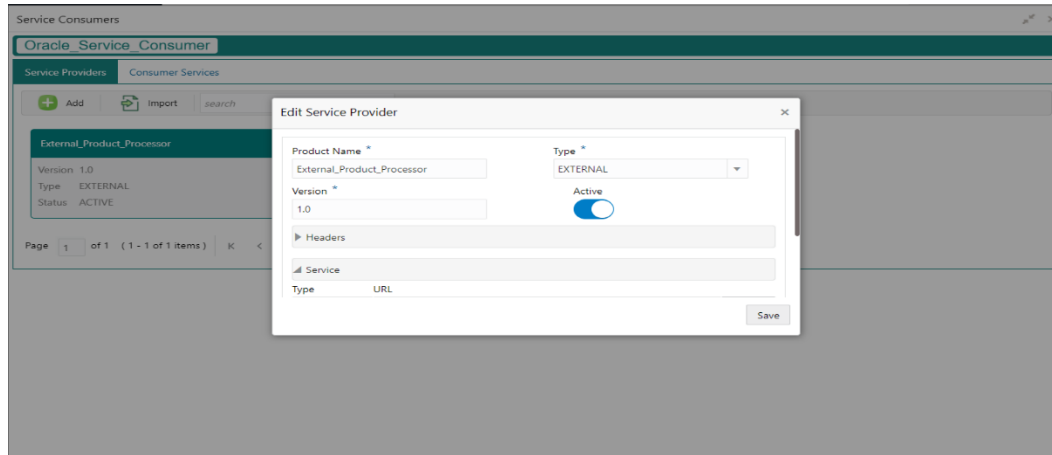 Service Consumers
Oracle_Service_Consumer
Service Providers Consumer Services
Add Import search
External_Product_Processor
Version 1.0
Type EXTERNAL
Status ACTIVE
Page 1 of 1 ( 1 - 1 of 1 items )
Edit Service Provider
Product Name * Type *
External_Product_Processor EXTERNAL
Version * Active
1.0
Headers
Service
Type URL
Save